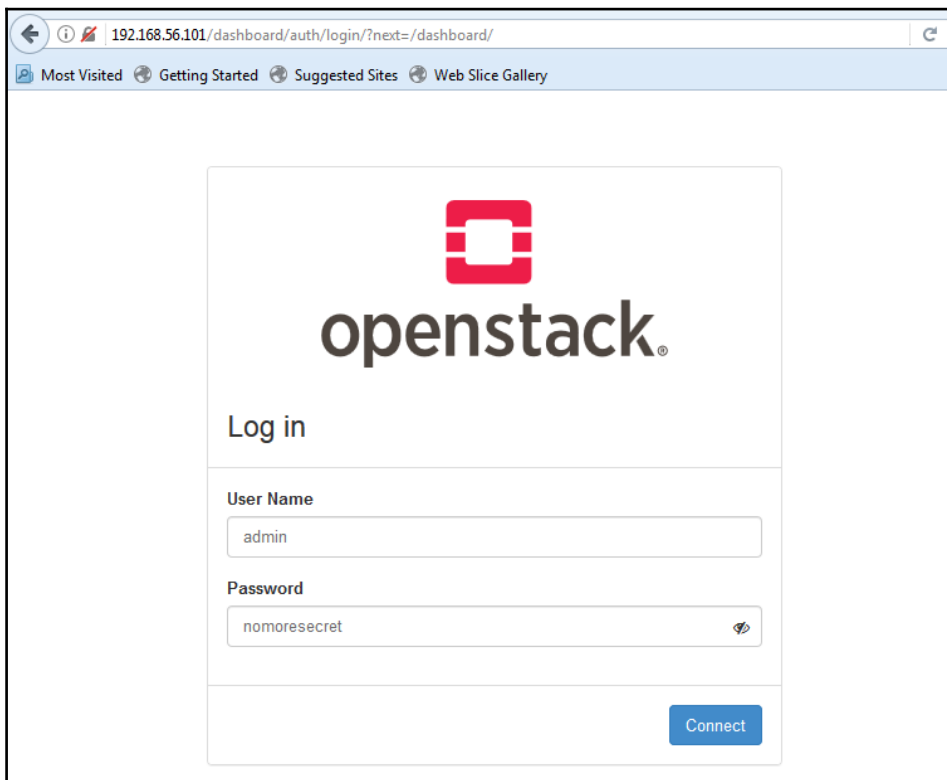 192.168.56.101/dashboard/auth/login/?next=/dashboard/
Most Visited Getting Started Suggested Sites Web Slice Gallery
openstack.®
Log in
User Name
admin
Password
nomoresecret
Connect